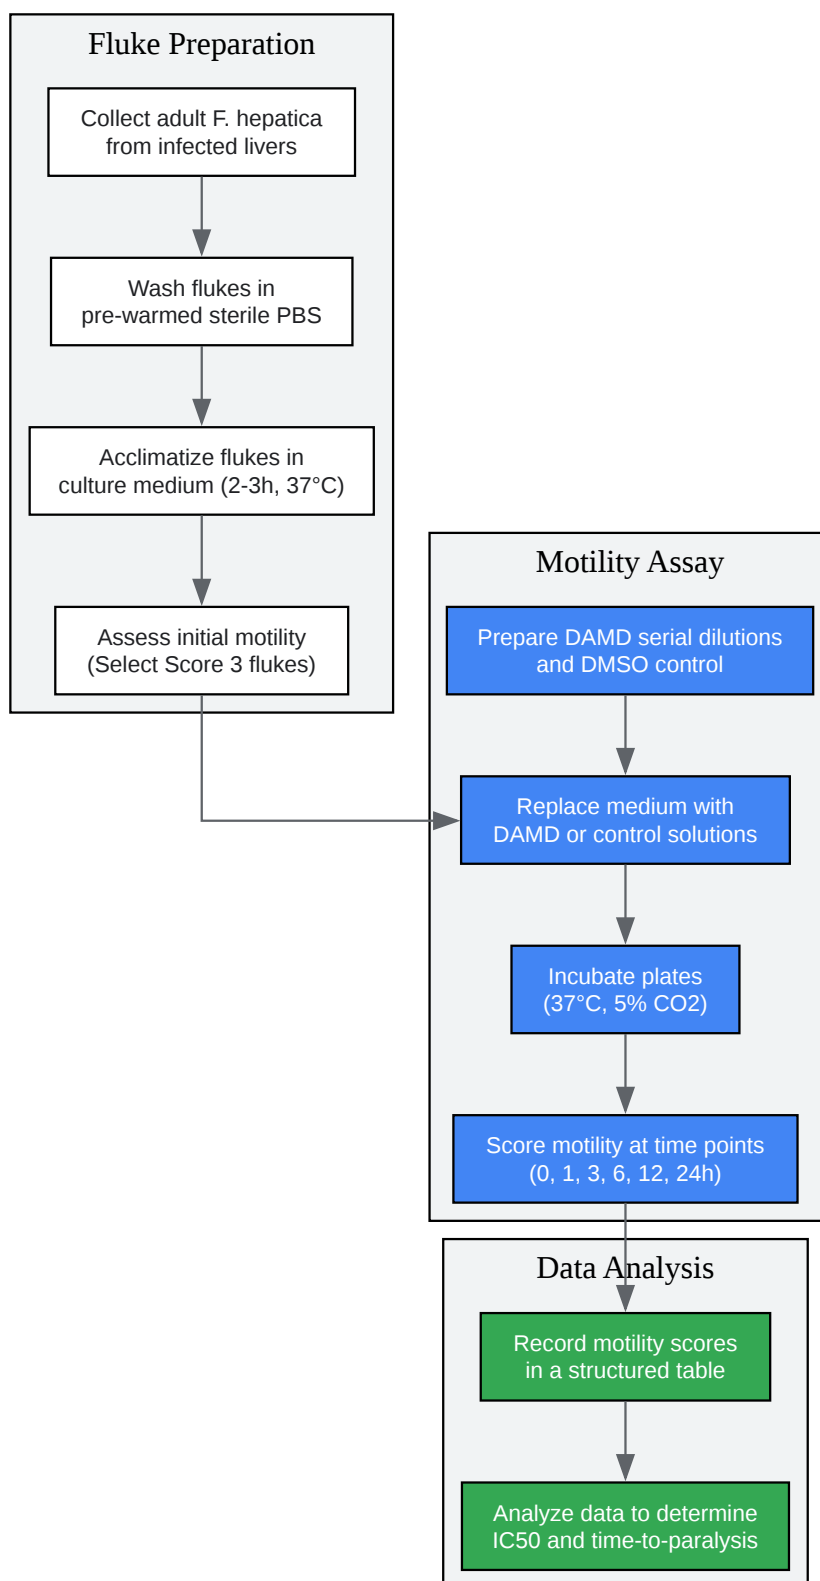 Fluke Preparation
Collect adult F. hepatica
from infected livers
Wash flukes in
pre-warmed sterile PBS
Acclimatize flukes in
culture medium (2-3h, 37°C)
Assess initial motility
(Select Score 3 flukes)
Motility Assay
Prepare DAMD serial dilutions
and DMSO control
Replace medium with
DAMD or control solutions
Incubate plates
(37°C, 5% CO2)
Score motility at time points
(0, 1, 3, 6, 12, 24h)
Data Analysis
Record motility scores
in a structured table
Analyze data to determine
IC50 and time-to-paralysis